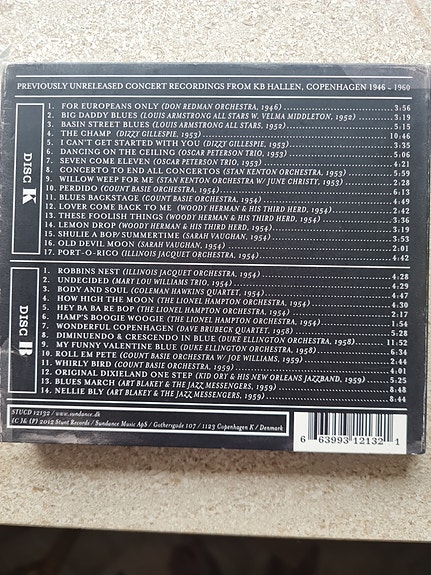 PREVIOUSLY UNRELEASED CONCERT RECORDINGS FROM KB HALLEN, COPENHAGEN 1946 - 1960
DISC K
1. FOR EUROPEANS ONLY (DON REDMAN ORCHESTRA, 1946) 3:56
2. BIG DADDY BLUES (LOUIS ARMSTRONG ALL STARS W. VELMA MIDDLETON, 1952) 3:19
3. BASIN STREET BLUES (LOUIS ARMSTRONG ALL STARS, 1952) 5:15
4. THE CHAMP (DIZZY GILLESPIE, 1953) 10:46
5. I CAN'T GET STARTED WITH YOU (DIZZY GILLESPIE, 1953) 3:35
6. DANCING ON THE CEILING (OSCAR PETERSON TRIO, 1953) 5:06
7. SEVEN COME ELEVEN (OSCAR PETERSON TRIO, 1953) 4:21
8. CONCERTO TO END ALL CONCERTOS (STAN KENTON ORCHESTRA, 1953) 5:59
9. WILLOW WEEP FOR ME (STAN KENTON ORCHESTRA W/ JUNE CHRISTY, 1953) 2:28
10. PERDIDO (COUNT BASIE ORCHESTRA, 1954) 6:13
11. BLUES BACKSTAGE (COUNT BASIE ORCHESTRA, 1954) 4:49
12. LOVER COME BACK TO ME (WOODY HERMAN & HIS THIRD HERD, 1954) 3:42
13. THESE FOOLISH THINGS (WOODY HERMAN & HIS THIRD HERD, 1954) 3:36
14. LEMON DROP (WOODY HERMAN & HIS THIRD HERD, 1954) 3:19
15. SHULIE A BOP/SUMMERTIME (SARAH VAUGHAN, 1954) 3:53
16. OLD DEVIL MOON (SARAH VAUGHAN, 1954) 2:01
17. PORT-O-RICO (ILLINOIS JACQUET ORCHESTRA, 1954) 4:42
DISC B
1. ROBBINS NEST (ILLINOIS JACQUET ORCHESTRA, 1954) 4:28
2. UNDECIDED (MARY LOU WILLIAMS TRIO, 1954) 4:29
3. BODY AND SOUL (COLEMAN HAWKINS QUARTET, 1954) 4:47
4. HOW HIGH THE MOON (THE LIONEL HAMPTON ORCHESTRA, 1954) 4:30
5. HEY BA BA RE BOP (THE LIONEL HAMPTON ORCHESTRA, 1954) 2:17
6. HAMP'S BOOGIE WOOGIE (THE LIONEL HAMPTON ORCHESTRA, 1954) 1:54
7. WONDERFUL COPENHAGEN (DAVE BRUBECK QUARTET, 1958) 5:28
8. DIMINUENDO & CRESCENDO IN BLUE (DUKE ELLINGTON ORCHESTRA, 1958) 11:52
9. MY FUNNY VALENTINE BLUE (DUKE ELLINGTON ORCHESTRA, 1958) 6:34
10. ROLL EM PETE (COUNT BASIE ORCHESTRA W/ JOE WILLIAMS, 1959) 2:44
11. WHIRLY BIRD (COUNT BASIE ORCHESTRA, 1959) 4:01
12. ORIGINAL DIXIELAND ONE STEP (KID ORY & HIS NEW ORLEANS JAZZBAND, 1959) 5:25
13. BLUES MARCH (ART BLAKEY & THE JAZZ MESSENGERS, 1959) 8:48
14. NELLIE BLY (ART BLAKEY & THE JAZZ MESSENGERS, 1959) 8:44
STUCD 12132 / www.sundance.dk
(C )& (P) 2012 Stunt Records / Sundance Music ApS / Gothersgade 107 / 1123 Copenhagen K / Denmark
6 63993 12132 1